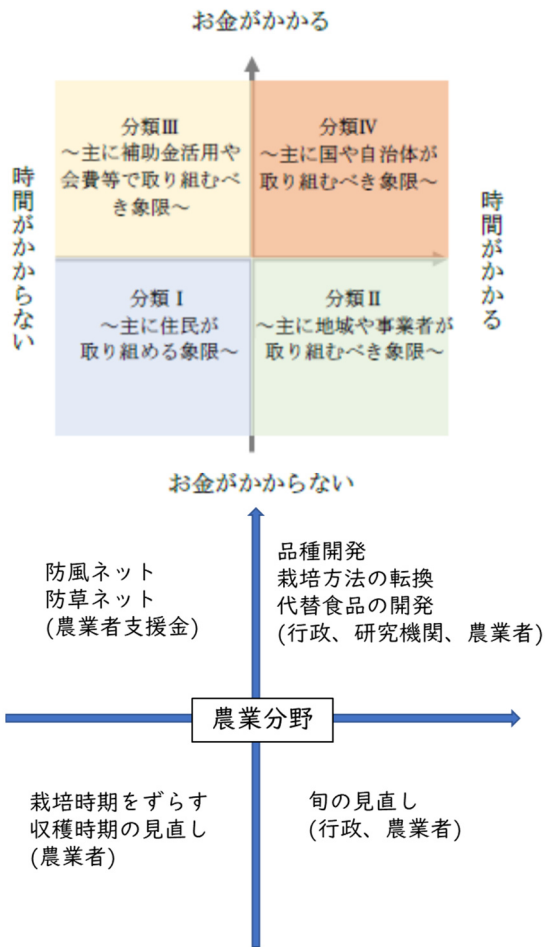 お金がかかる
分類Ⅲ
～主に補助金活用や
会費等で取り組むべ
き象限～
分類Ⅳ
～主に国や自治体が
取り組むべき象限～
時間がかからない
時間がかかる
分類Ⅰ
～主に住民が
取り組める象限～
分類Ⅱ
～主に地域や事業者が
取り組むべき象限～
お金がかからない
防風ネット
防草ネット
(農業者支援金)
品種開発
栽培方法の転換
代替食品の開発
(行政、研究機関、農業者)
農業分野
栽培時期をずらす
収穫時期の見直し
(農業者)
旬の見直し
(行政、農業者)